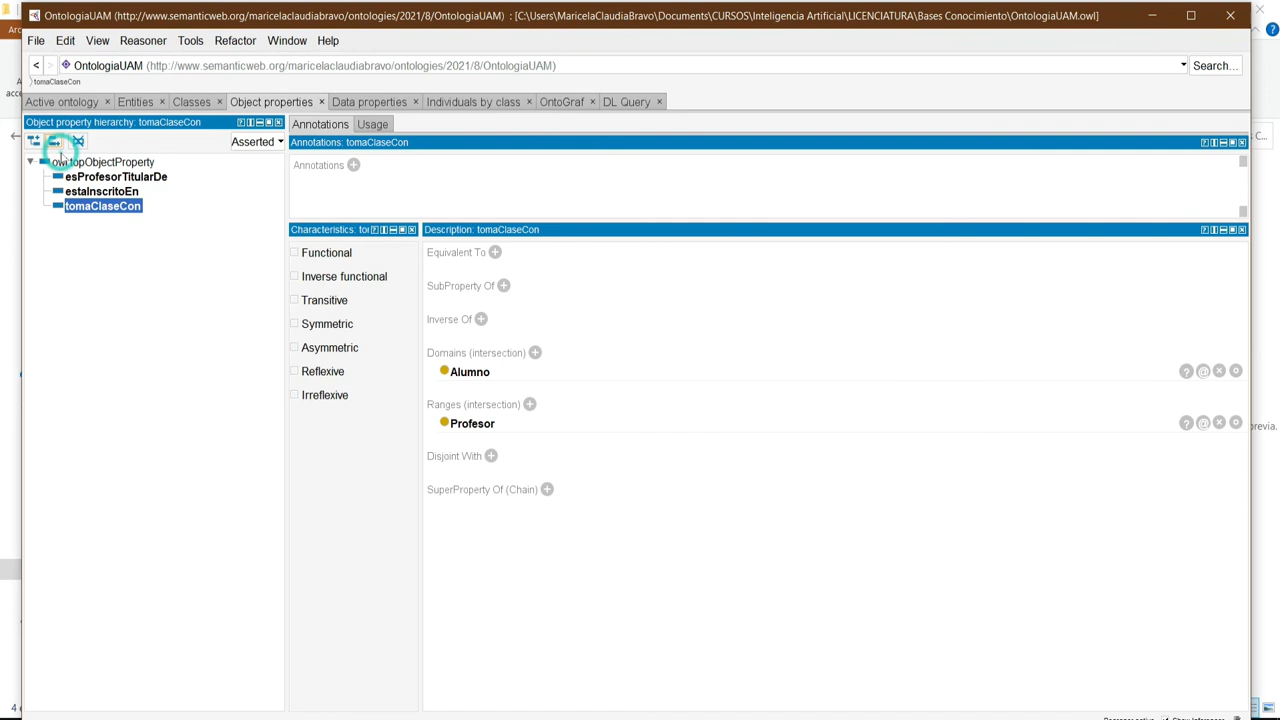 OntologiaUAM (http://www.semanticweb.org/maricelaclaudiabravo/ontologies/2021/8/OntologiaUAM) : [C:\Users\MaricelaClaudiaBravo\Documents\CURSOS\Inteligencia Artificial\LICENCIATURA\Bases Conocimiento\OntologiaUAM.owl]
File Edit View Reasoner Tools Refactor Window Help
< > OntologiaUAM (http://www.semanticweb.org/maricelaclaudiabravo/ontologies/2021/8/OntologiaUAM) Search...
tomaClaseCon
Active ontology × Entities × Classes × Object properties × Data properties × Individuals by class × OntoGraf × DL Query ×
Object property hierarchy: tomaClaseCon
Asserted
owl:topObjectProperty
esProfesorTitularDe
estaInscritoEn
tomaClaseCon
Annotations Usage
Annotations: tomaClaseCon
Annotations
Characteristics: tor
Functional
Inverse functional
Transitive
Symmetric
Asymmetric
Reflexive
Irreflexive
Description: tomaClaseCon
Equivalent To
SubProperty Of
Inverse Of
Domains (intersection)
Alumno
Ranges (intersection)
Profesor
Disjoint With
SuperProperty Of (Chain)
Arc
C...
revia.